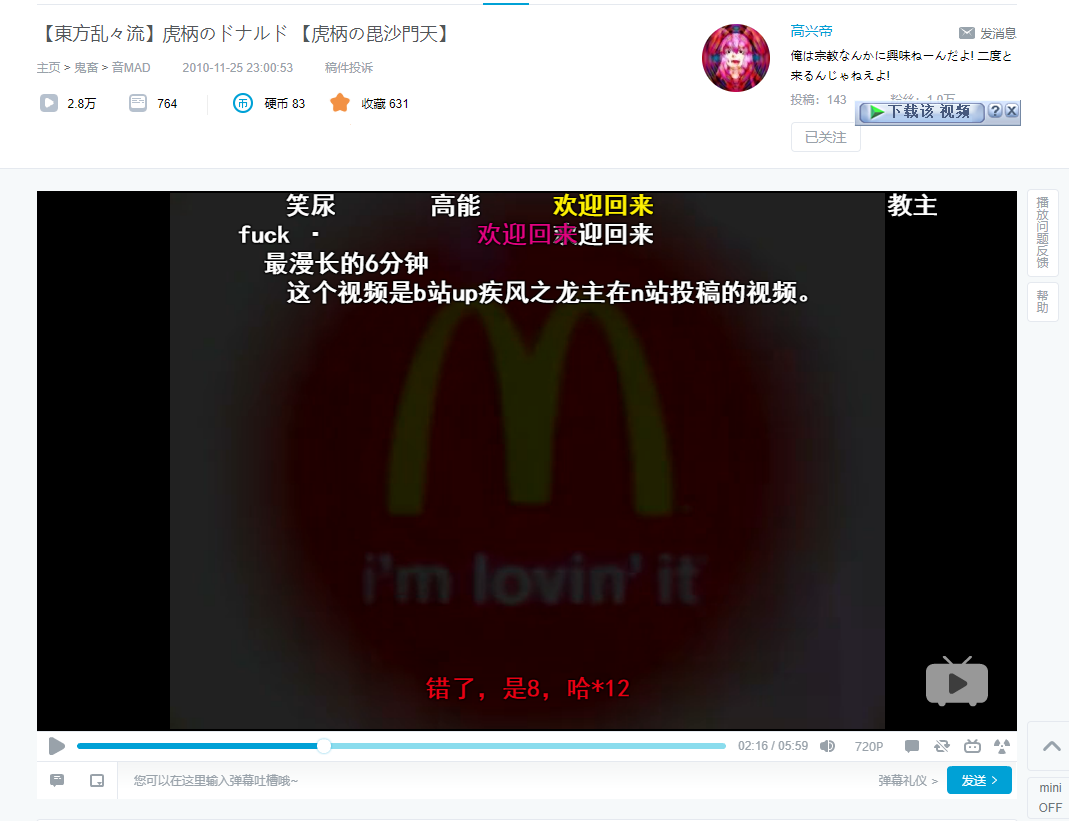 【東方乱々流】虎柄のドナルド 【虎柄の毘沙門天】
主页 > 鬼畜 > 音MAD 2010-11-25 23:00:53 稿件投诉
2.8万 764 币 硬币 83 收藏 631
高兴帝 发消息
俺は宗教なんかに興味ねーんだよ! 二度と
来るんじゃねえよ!
投稿: 143 粉丝: 1.0万
下载该 视频 ? X
已关注
笑尿 高能 欢迎回来 教主
fuck · 欢迎回来 欢迎回来
最漫长的6分钟
这个视频是b站up疾风之龙主在n站投稿的视频。
i'm lovin' it
错了，是8，哈*12
播放问题反馈
帮助
02:16 / 05:59 720P
您可以在这里输入弹幕吐槽哦~ 弹幕礼仪 > 发送 >
mini
OFF